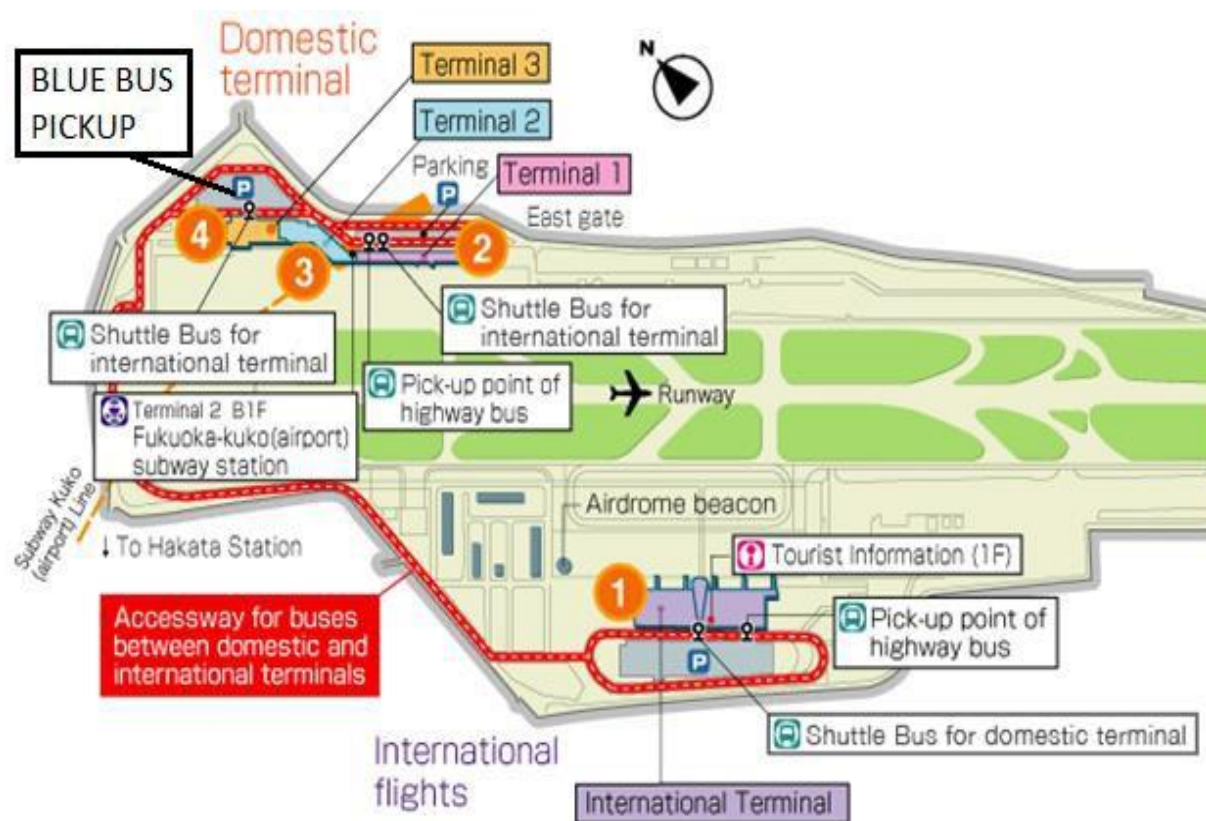 Domestic
terminal
BLUE BUS
PICKUP
N
Terminal 3
Terminal 2
Parking
P
Terminal 1
East gate
P
4
3
2
Shuttle Bus for
international terminal
Shuttle Bus for
international terminal
Pick-up point of
highway bus
Runway
Terminal 2 B1F
Fukuoka-kuko(airport)
subway station
Subway Kuko
(airport) Line
↓To Hakata Station
Airdrome beacon
Tourist Information (1F)
1
Accessway for buses
between domestic and
international terminals
Pick-up point of
highway bus
P
Shuttle Bus for domestic terminal
International
flights
International Terminal